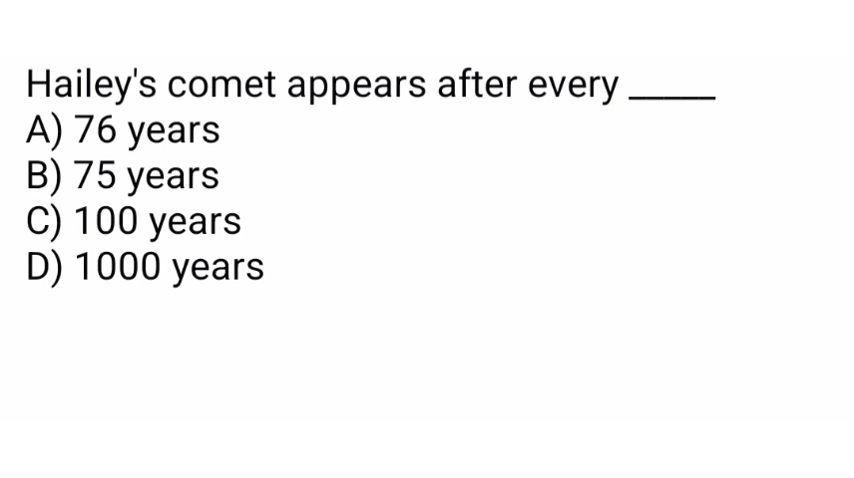 Hailey's comet appears after every _____
A) 76 years
B) 75 years
C) 100 years
D) 1000 years